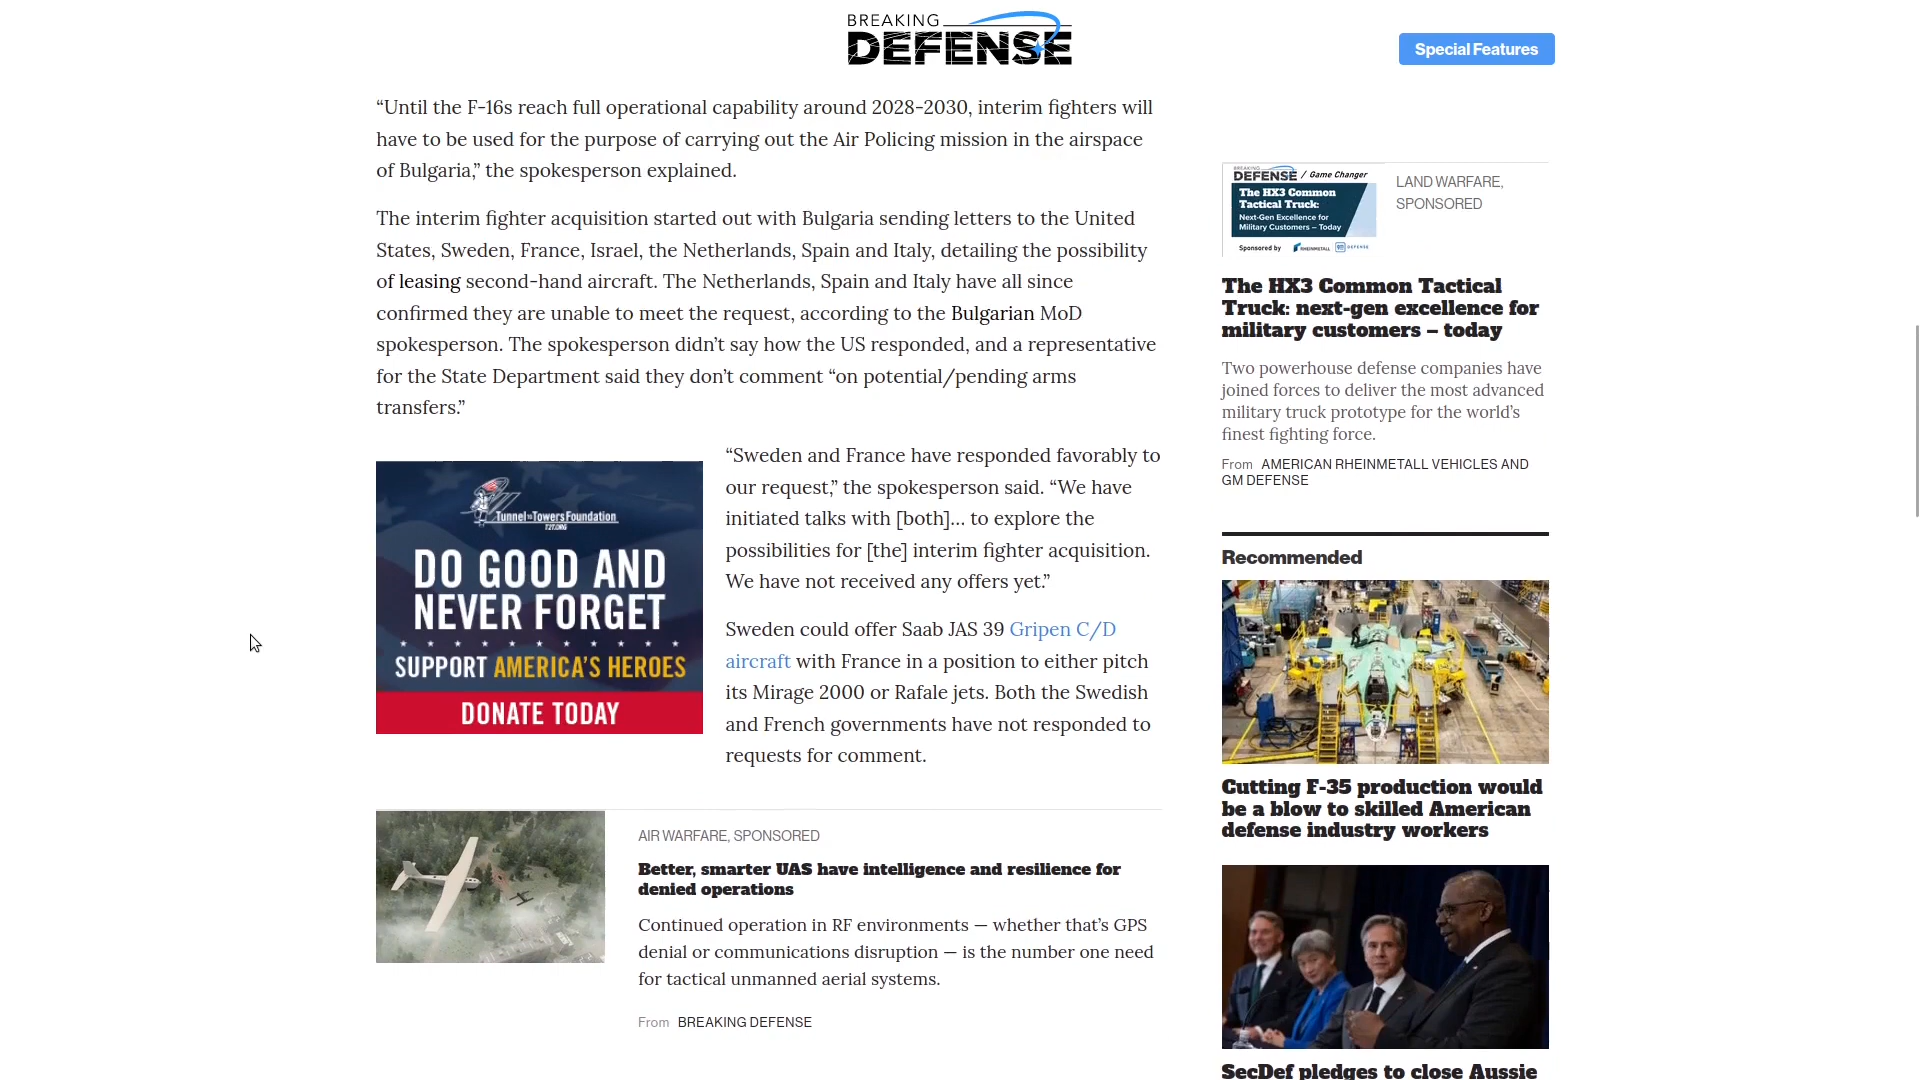 BREAKING
DEFENSE
Special Features
“Until the F-16s reach full operational capability around 2028-2030, interim fighters will
have to be used for the purpose of carrying out the Air Policing mission in the airspace
of Bulgaria,” the spokesperson explained.
The interim fighter acquisition started out with Bulgaria sending letters to the United
States, Sweden, France, Israel, the Netherlands, Spain and Italy, detailing the possibility
of leasing second-hand aircraft. The Netherlands, Spain and Italy have all since
confirmed they are unable to meet the request, according to the Bulgarian MoD
spokesperson. The spokesperson didn’t say how the US responded, and a representative
for the State Department said they don’t comment “on potential/pending arms
transfers.”
Tunnel to Towers Foundation
T2T.ORG
DO GOOD AND
NEVER FORGET
SUPPORT AMERICA'S HEROES
DONATE TODAY
“Sweden and France have responded favorably to
our request,” the spokesperson said. “We have
initiated talks with [both]… to explore the
possibilities for [the] interim fighter acquisition.
We have not received any offers yet.”
Sweden could offer Saab JAS 39 Gripen C/D
aircraft with France in a position to either pitch
its Mirage 2000 or Rafale jets. Both the Swedish
and French governments have not responded to
requests for comment.
AIR WARFARE, SPONSORED
Better, smarter UAS have intelligence and resilience for
denied operations
Continued operation in RF environments — whether that’s GPS
denial or communications disruption — is the number one need
for tactical unmanned aerial systems.
From BREAKING DEFENSE
BREAKING
DEFENSE / Game Changer
The HX3 Common
Tactical Truck:
Next-Gen Excellence for
Military Customers – Today
Sponsored by RHEINMETALL GM DEFENSE
LAND WARFARE,
SPONSORED
The HX3 Common Tactical
Truck: next-gen excellence for
military customers – today
Two powerhouse defense companies have
joined forces to deliver the most advanced
military truck prototype for the world’s
finest fighting force.
From AMERICAN RHEINMETALL VEHICLES AND
GM DEFENSE
Recommended
Cutting F-35 production would
be a blow to skilled American
defense industry workers
SecDef pledges to close Aussie